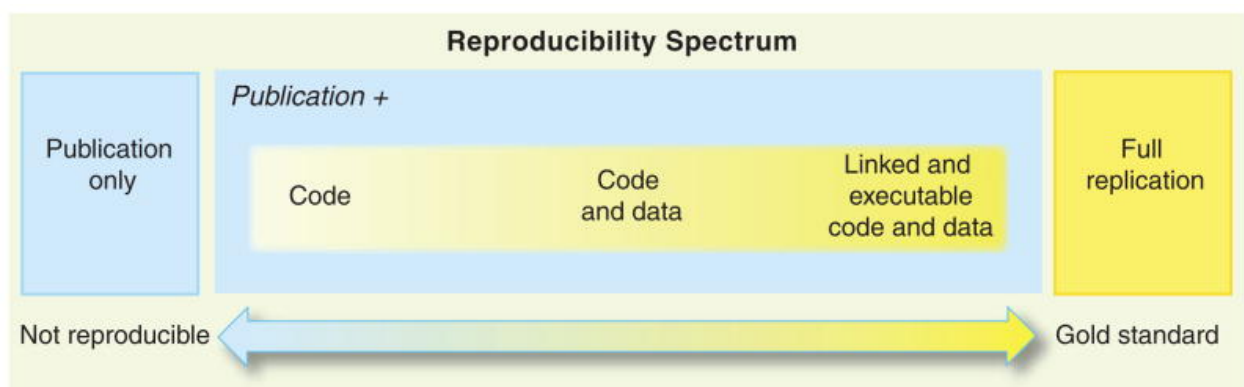 Reproducibility Spectrum
Publication
only
Publication +
Code
Code
and data
Linked and
executable
code and data
Full
replication
Not reproducible
Gold standard